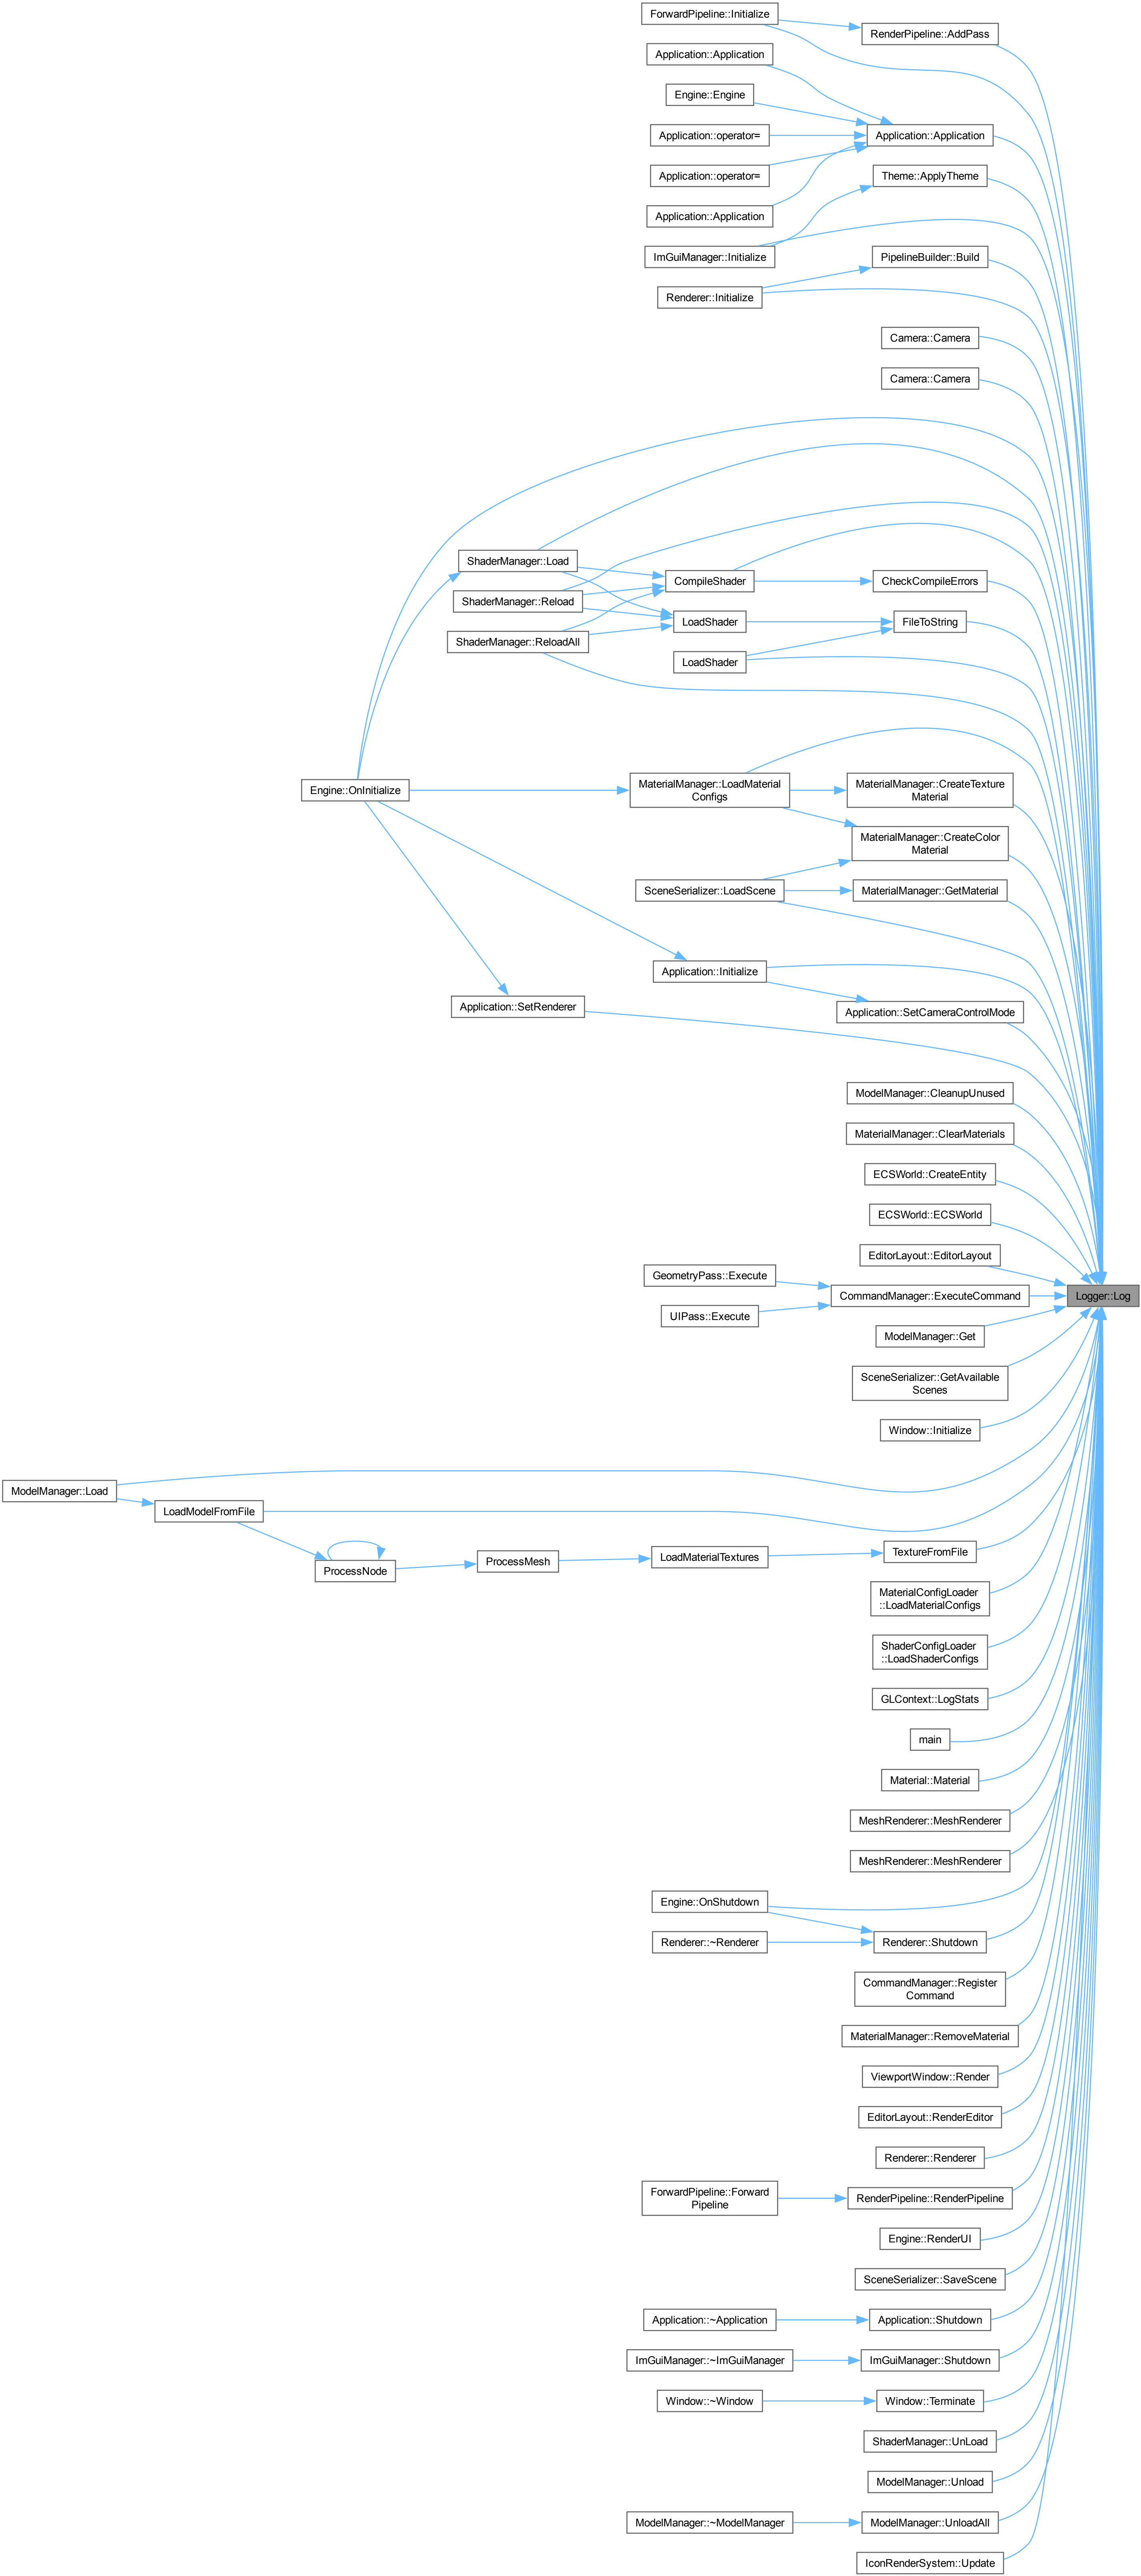 ForwardPipeline::Initialize
RenderPipeline::AddPass
Application::Application
Engine::Engine
Application::operator=
Application::Application
Application::operator=
Theme::ApplyTheme
Application::Application
ImGuiManager::Initialize
PipelineBuilder::Build
Renderer::Initialize
Camera::Camera
Camera::Camera
ShaderManager::Load
CompileShader
CheckCompileErrors
ShaderManager::Reload
LoadShader
FileToString
ShaderManager::ReloadAll
LoadShader
Engine::OnInitialize
MaterialManager::LoadMaterial
Configs
MaterialManager::CreateTexture
Material
MaterialManager::CreateColor
Material
SceneSerializer::LoadScene
MaterialManager::GetMaterial
Application::Initialize
Application::SetRenderer
Application::SetCameraControlMode
ModelManager::CleanupUnused
MaterialManager::ClearMaterials
ECSWorld::CreateEntity
ECSWorld::ECSWorld
EditorLayout::EditorLayout
GeometryPass::Execute
CommandManager::ExecuteCommand
Logger::Log
UIPass::Execute
ModelManager::Get
SceneSerializer::GetAvailable
Scenes
Window::Initialize
ModelManager::Load
LoadModelFromFile
ProcessNode
ProcessMesh
LoadMaterialTextures
TextureFromFile
MaterialConfigLoader
::LoadMaterialConfigs
ShaderConfigLoader
::LoadShaderConfigs
GLContext::LogStats
main
Material::Material
MeshRenderer::MeshRenderer
MeshRenderer::MeshRenderer
Engine::OnShutdown
Renderer::~Renderer
Renderer::Shutdown
CommandManager::Register
Command
MaterialManager::RemoveMaterial
ViewportWindow::Render
EditorLayout::RenderEditor
Renderer::Renderer
ForwardPipeline::Forward
Pipeline
RenderPipeline::RenderPipeline
Engine::RenderUI
SceneSerializer::SaveScene
Application::~Application
Application::Shutdown
ImGuiManager::~ImGuiManager
ImGuiManager::Shutdown
Window::~Window
Window::Terminate
ShaderManager::UnLoad
ModelManager::Unload
ModelManager::~ModelManager
ModelManager::UnloadAll
IconRenderSystem::Update